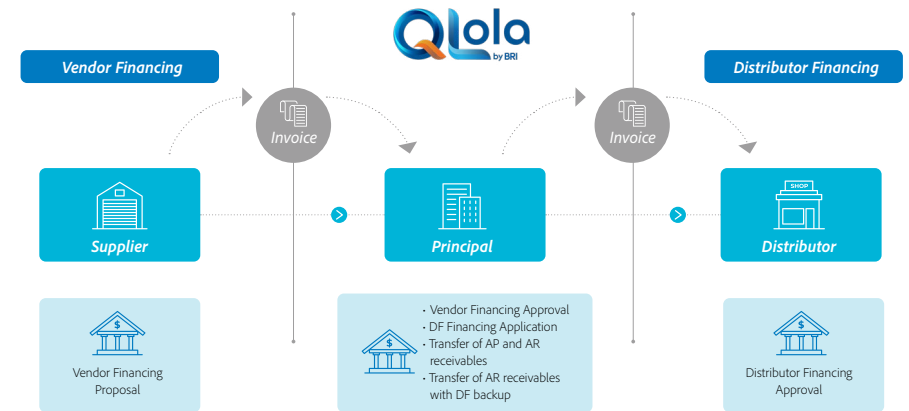 QLola
by BRI
Vendor Financing
Distributor Financing
Invoice
Invoice
SHOP
Supplier
Principal
Distributor
$
Vendor Financing
Proposal
$
• Vendor Financing Approval
• DF Financing Application
• Transfer of AP and AR
receivables
• Transfer of AR receivables
with DF backup
$
Distributor Financing
Approval